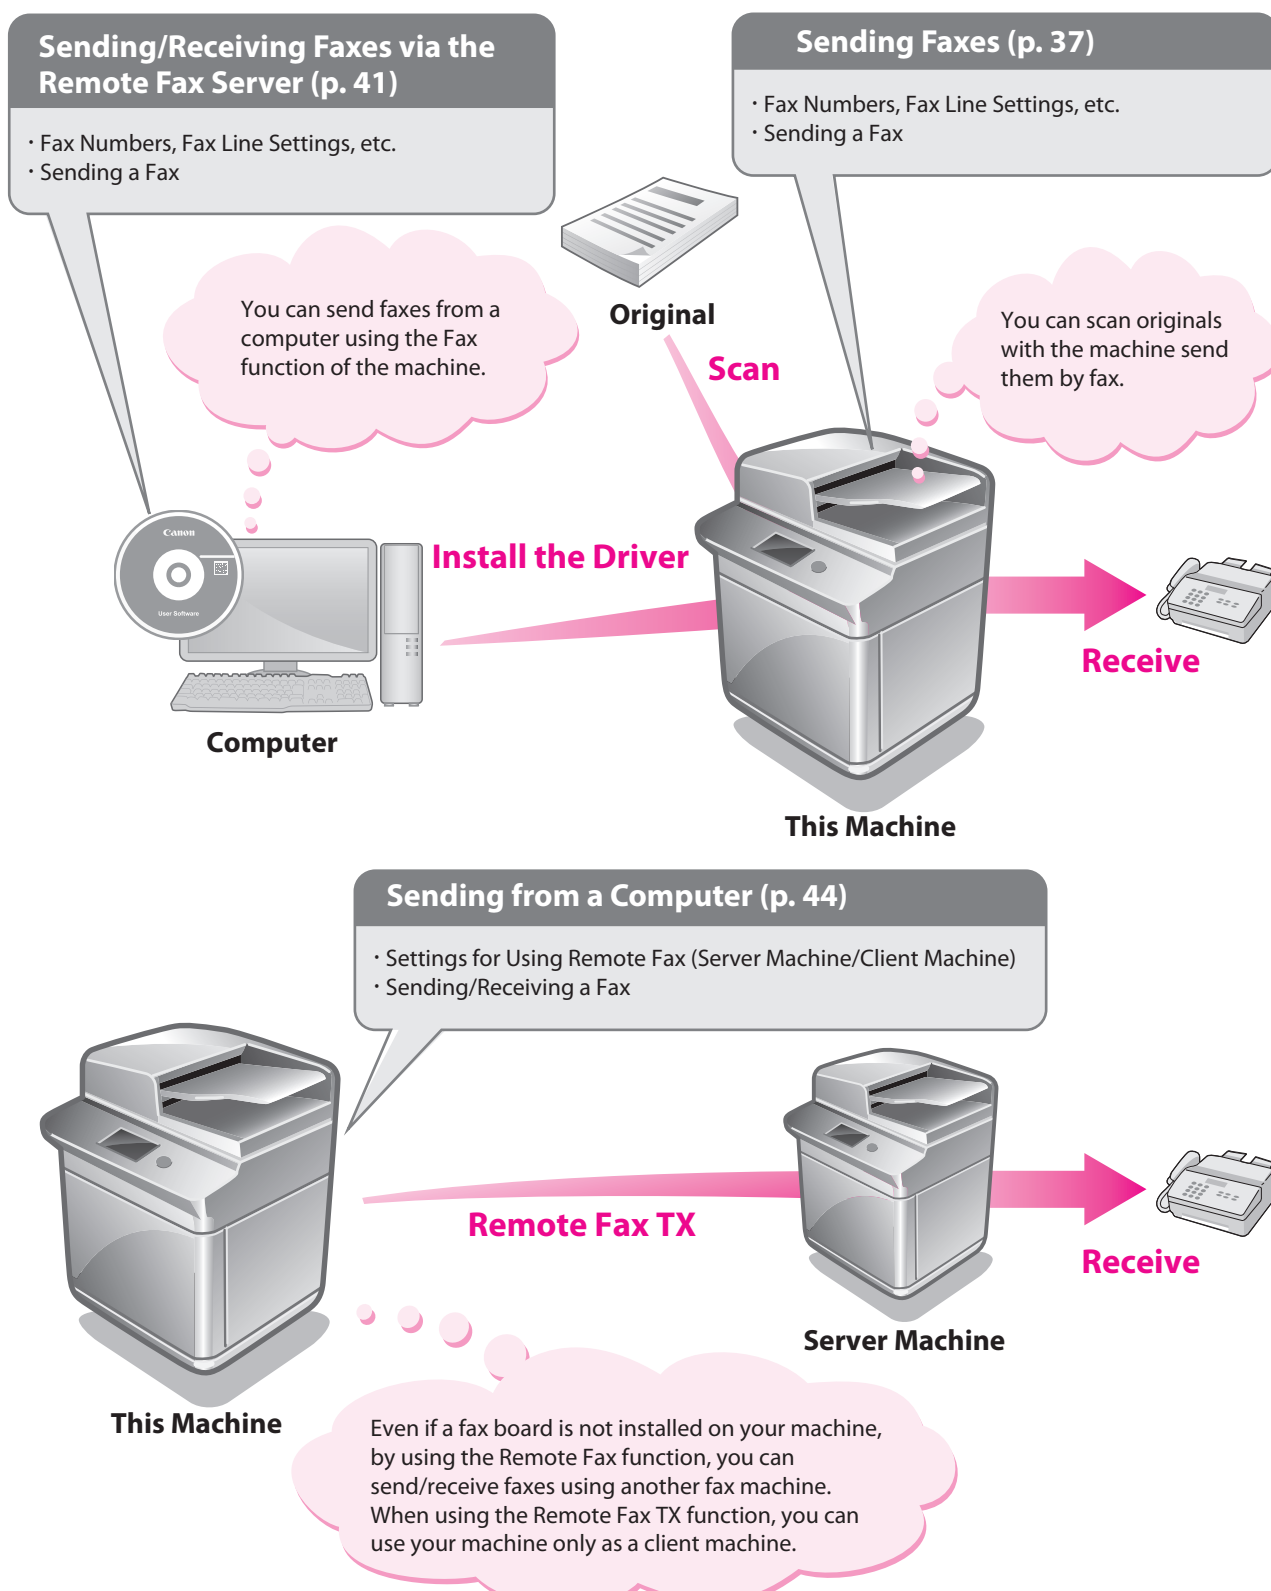 Sending/Receiving Faxes via the
Remote Fax Server (p. 41)
· Fax Numbers, Fax Line Settings, etc.
· Sending a Fax
Sending Faxes (p. 37)
· Fax Numbers, Fax Line Settings, etc.
· Sending a Fax
You can send faxes from a
computer using the Fax
function of the machine.
Original
Scan
You can scan originals
with the machine send
them by fax.
Canon
User Software
Install the Driver
Receive
Computer
This Machine
Sending from a Computer (p. 44)
· Settings for Using Remote Fax (Server Machine/Client Machine)
· Sending/Receiving a Fax
Remote Fax TX
Receive
Server Machine
This Machine
Even if a fax board is not installed on your machine,
by using the Remote Fax function, you can
send/receive faxes using another fax machine.
When using the Remote Fax TX function, you can
use your machine only as a client machine.